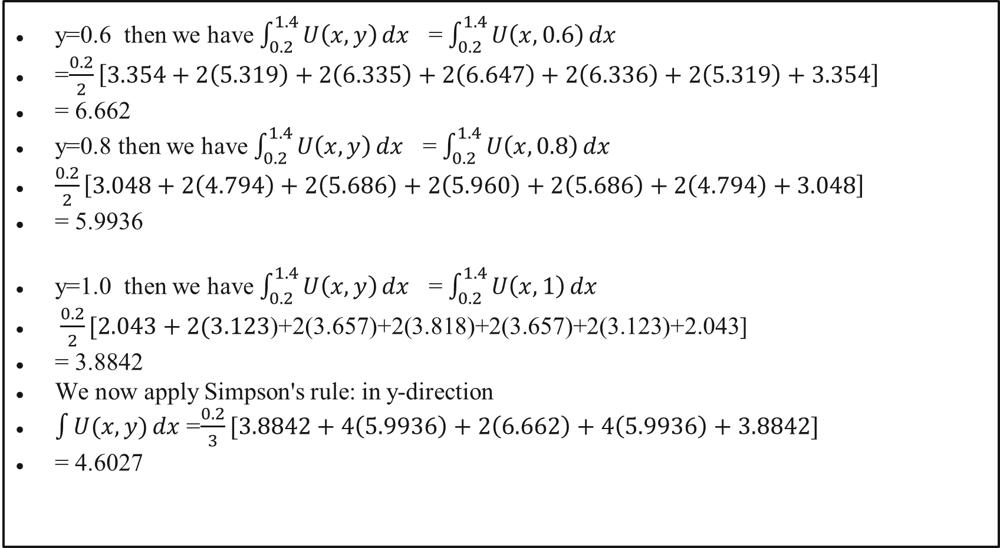 • y=0.6 then we have ∫_{0.2}^{1.4} U(x, y) dx = ∫_{0.2}^{1.4} U(x, 0.6) dx
• =\frac{0.2}{2} [3.354 + 2(5.319) + 2(6.335) + 2(6.647) + 2(6.336) + 2(5.319) + 3.354]
• = 6.662
• y=0.8 then we have ∫_{0.2}^{1.4} U(x, y) dx = ∫_{0.2}^{1.4} U(x, 0.8) dx
• \frac{0.2}{2} [3.048 + 2(4.794) + 2(5.686) + 2(5.960) + 2(5.686) + 2(4.794) + 3.048]
• = 5.9936
• y=1.0 then we have ∫_{0.2}^{1.4} U(x, y) dx = ∫_{0.2}^{1.4} U(x, 1) dx
• \frac{0.2}{2} [2.043 + 2(3.123)+2(3.657)+2(3.818)+2(3.657)+2(3.123)+2.043]
• = 3.8842
• We now apply Simpson's rule: in y-direction
• ∫ U(x, y) dx =\frac{0.2}{3} [3.8842 + 4(5.9936) + 2(6.662) + 4(5.9936) + 3.8842]
• = 4.6027